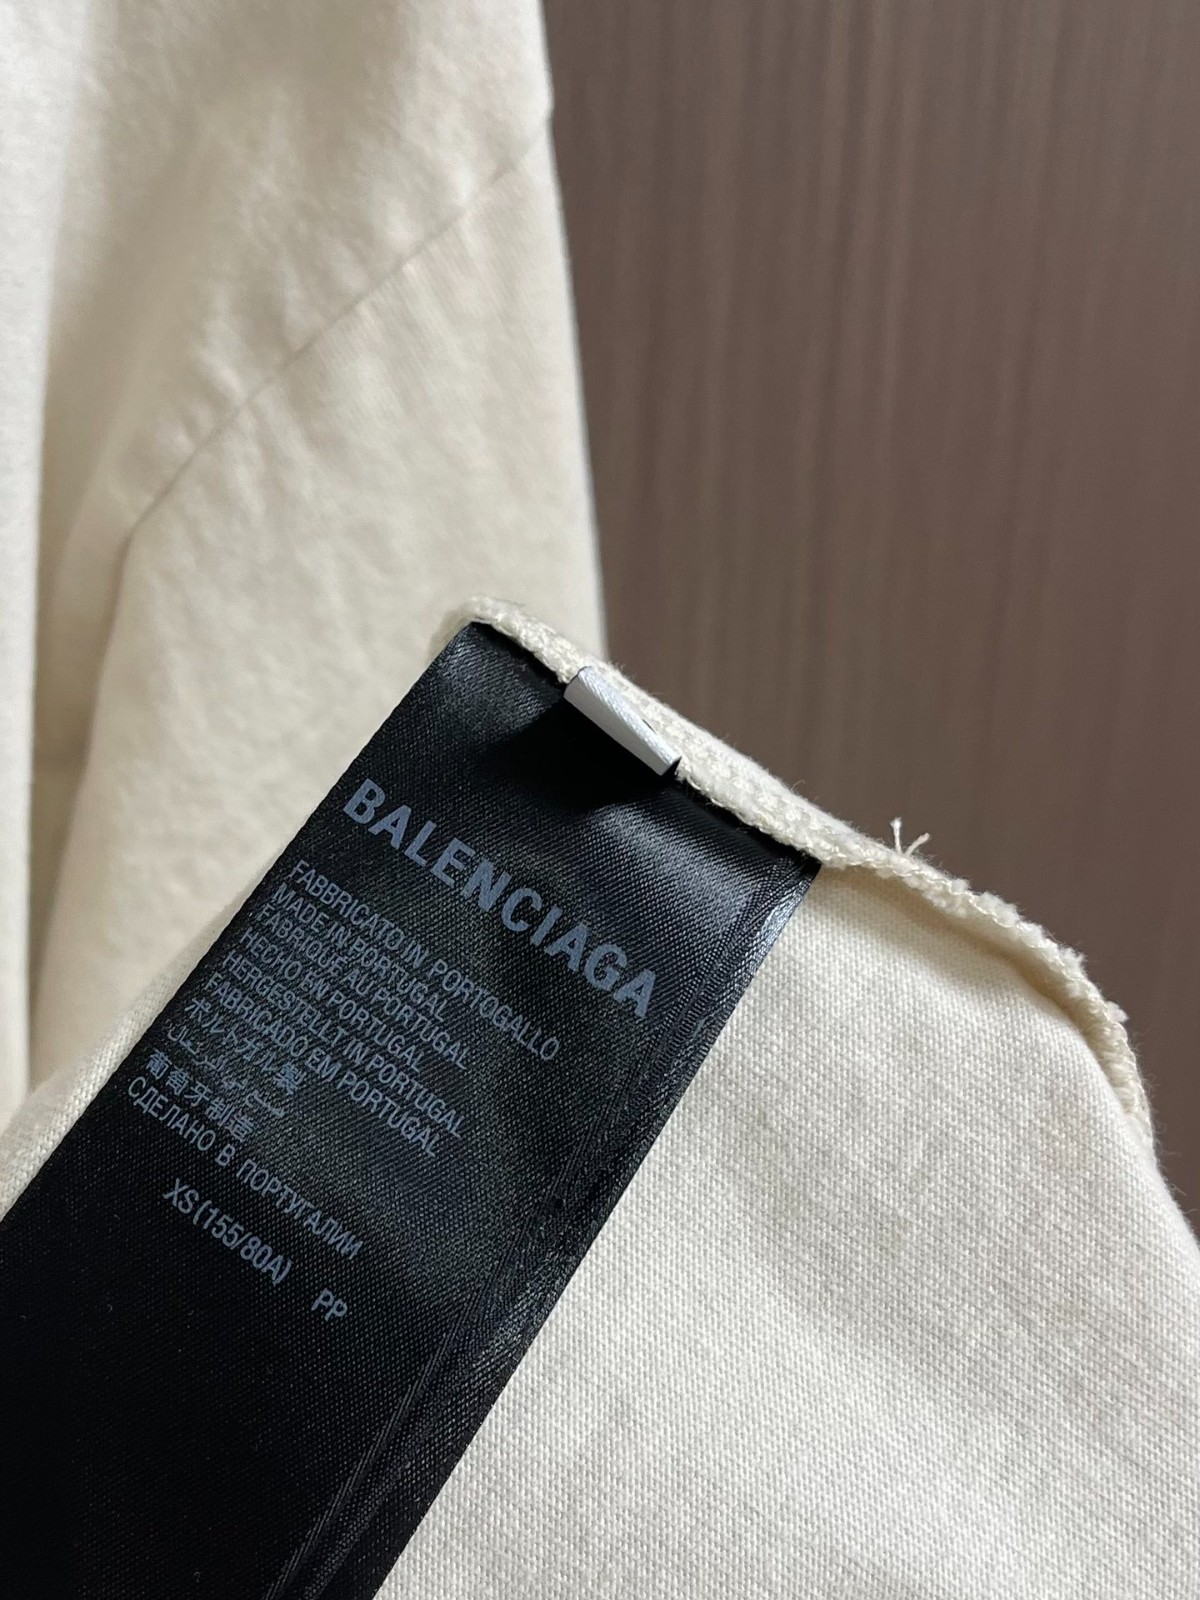 BALENCIAGA
FABBRICATO IN PORTOGALLO
MADE IN PORTUGAL
FABRIQUE AU PORTUGAL
HECHO EN PORTUGAL
HERGESTELLT IN PORTUGAL
FABRICADO EM PORTUGAL
ポルトガル製
葡萄牙制造
СДЕЛАНО В ПОРТУГАЛИИ
XS(155/80A) PP